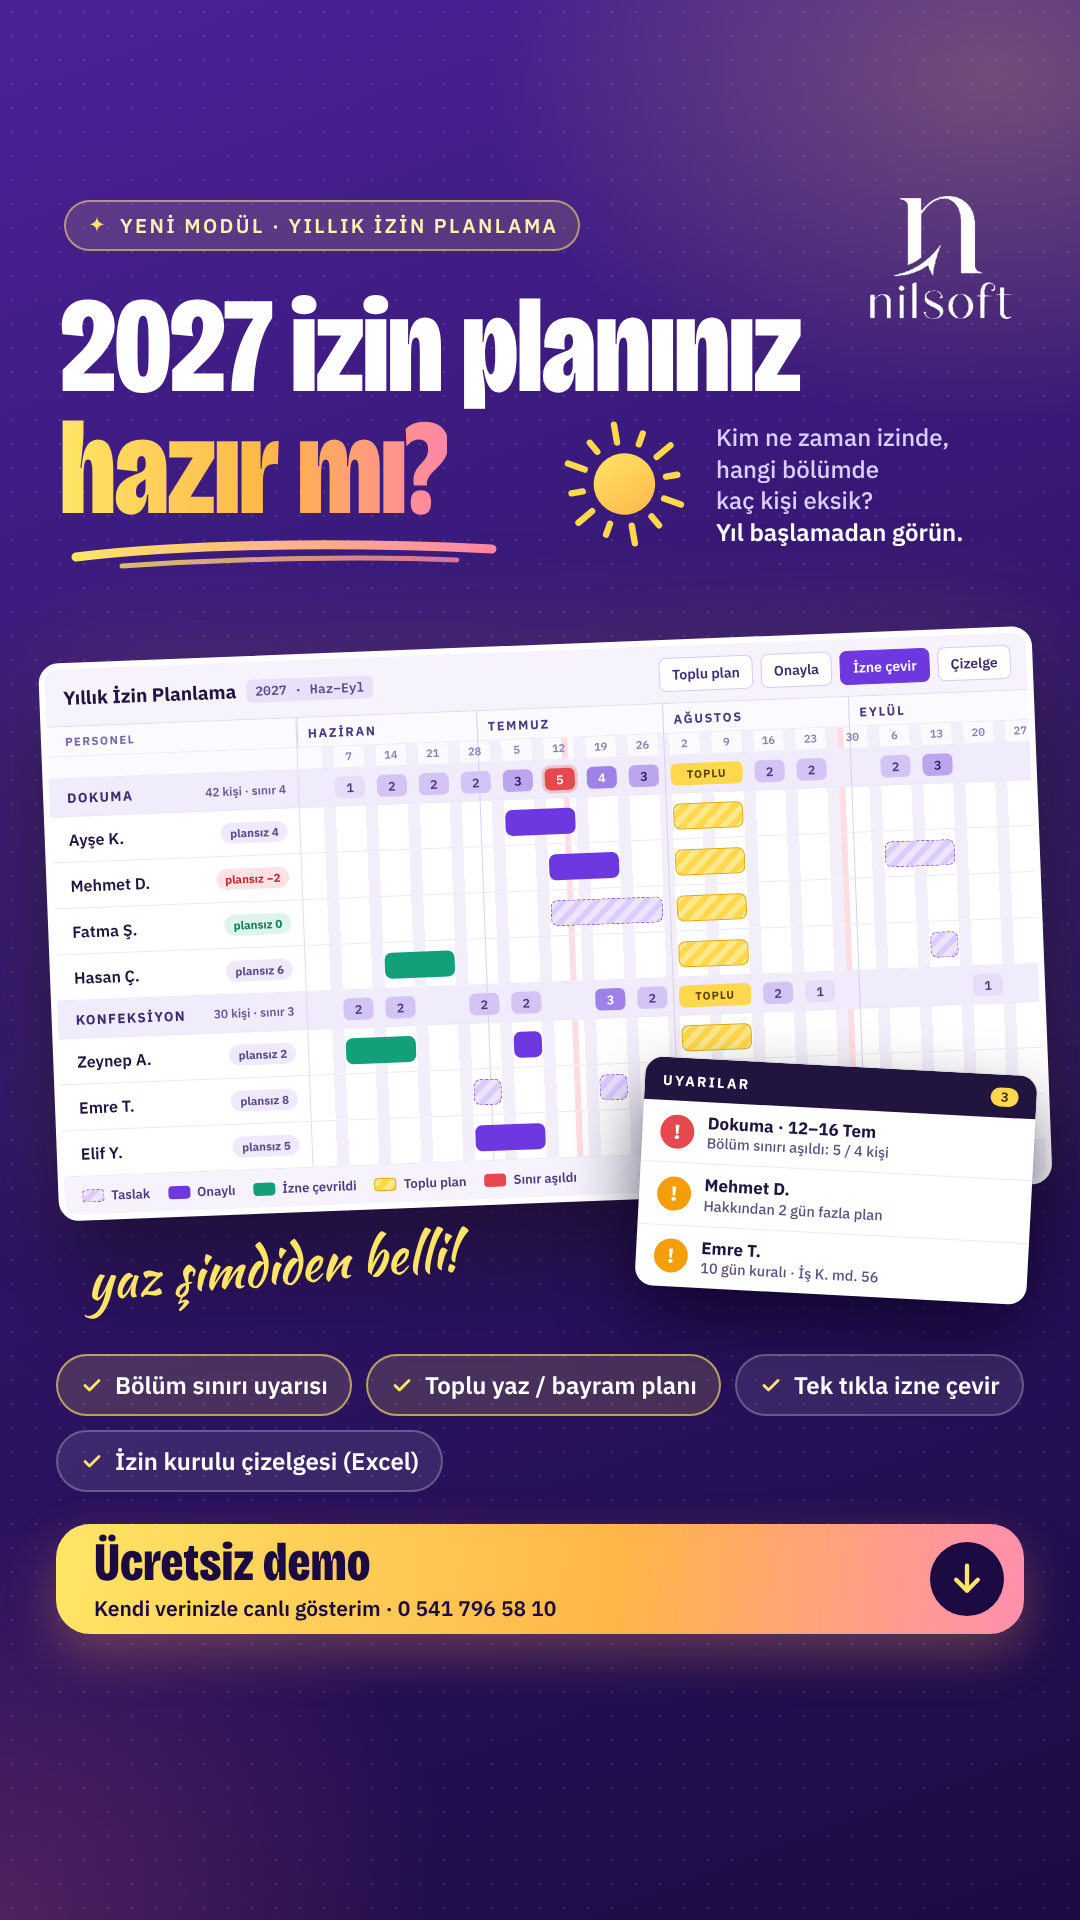 ✦ YENİ MODÜL · YILLIK İZİN PLANLAMA
nilsoft
2027 izin planınız
hazır mı?
Kim ne zaman izinde,
hangi bölümde
kaç kişi eksik?
Yıl başlamadan görün.
Yıllık İzin Planlama 2027 · Haz–Eyl Toplu plan Onayla İzne çevir Çizelge
PERSONEL HAZİRAN TEMMUZ AĞUSTOS EYLÜL
7 14 21 28 5 12 19 26 2 9 16 23 30 6 13 20 27
DOKUMA 42 kişi · sınır 4 1 2 2 2 3 5 4 3 TOPLU 2 2 2 3
Ayşe K. plansız 4
Mehmet D. plansız −2
Fatma Ş. plansız 0
Hasan Ç. plansız 6
KONFEKSİYON 30 kişi · sınır 3 2 2 2 2 3 2 TOPLU 2 1 1
Zeynep A. plansız 2
Emre T. plansız 8
Elif Y. plansız 5
Taslak Onaylı İzne çevrildi Toplu plan Sınır aşıldı
UYARILAR 3
! Dokuma · 12–16 Tem
Bölüm sınırı aşıldı: 5 / 4 kişi
! Mehmet D.
Hakkından 2 gün fazla plan
! Emre T.
10 gün kuralı · İş K. md. 56
yaz şimdiden belli!
Bölüm sınırı uyarısı
Toplu yaz / bayram planı
Tek tıkla izne çevir
İzin kurulu çizelgesi (Excel)
Ücretsiz demo
Kendi verinizle canlı gösterim · 0 541 796 58 10